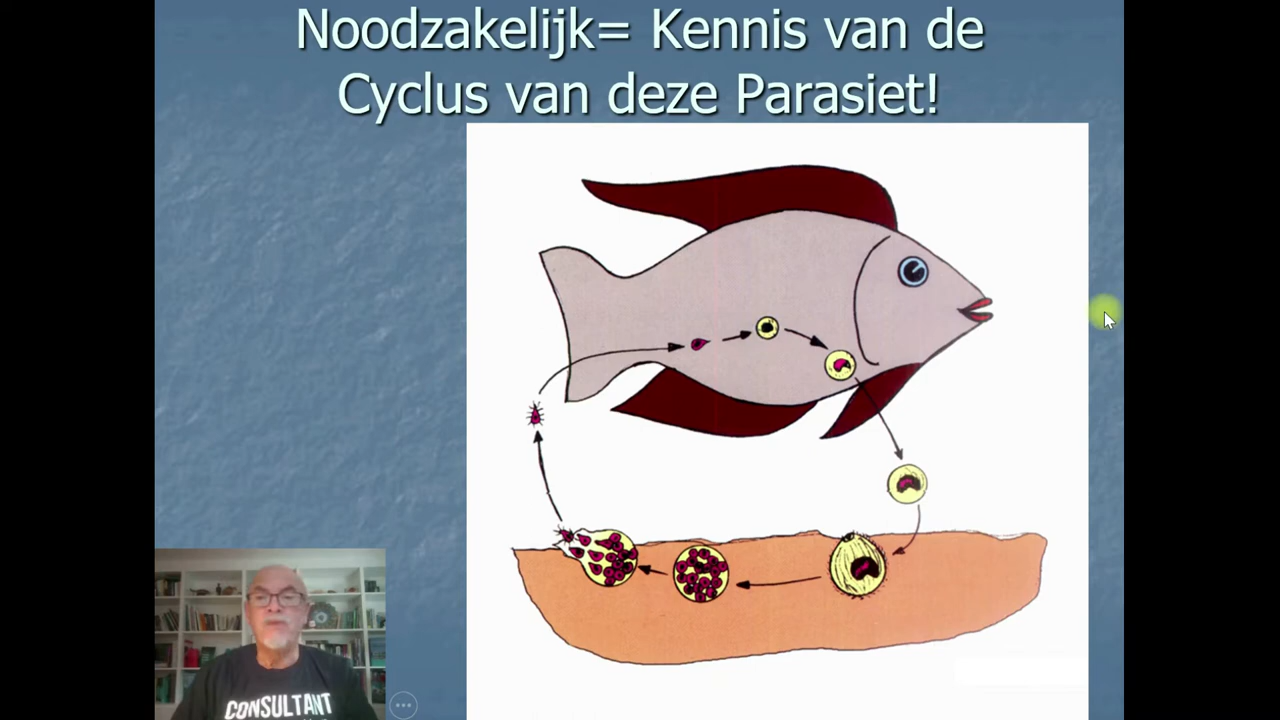 Noodzakelijk= Kennis van de
Cyclus van deze Parasiet!
CONSULTANT